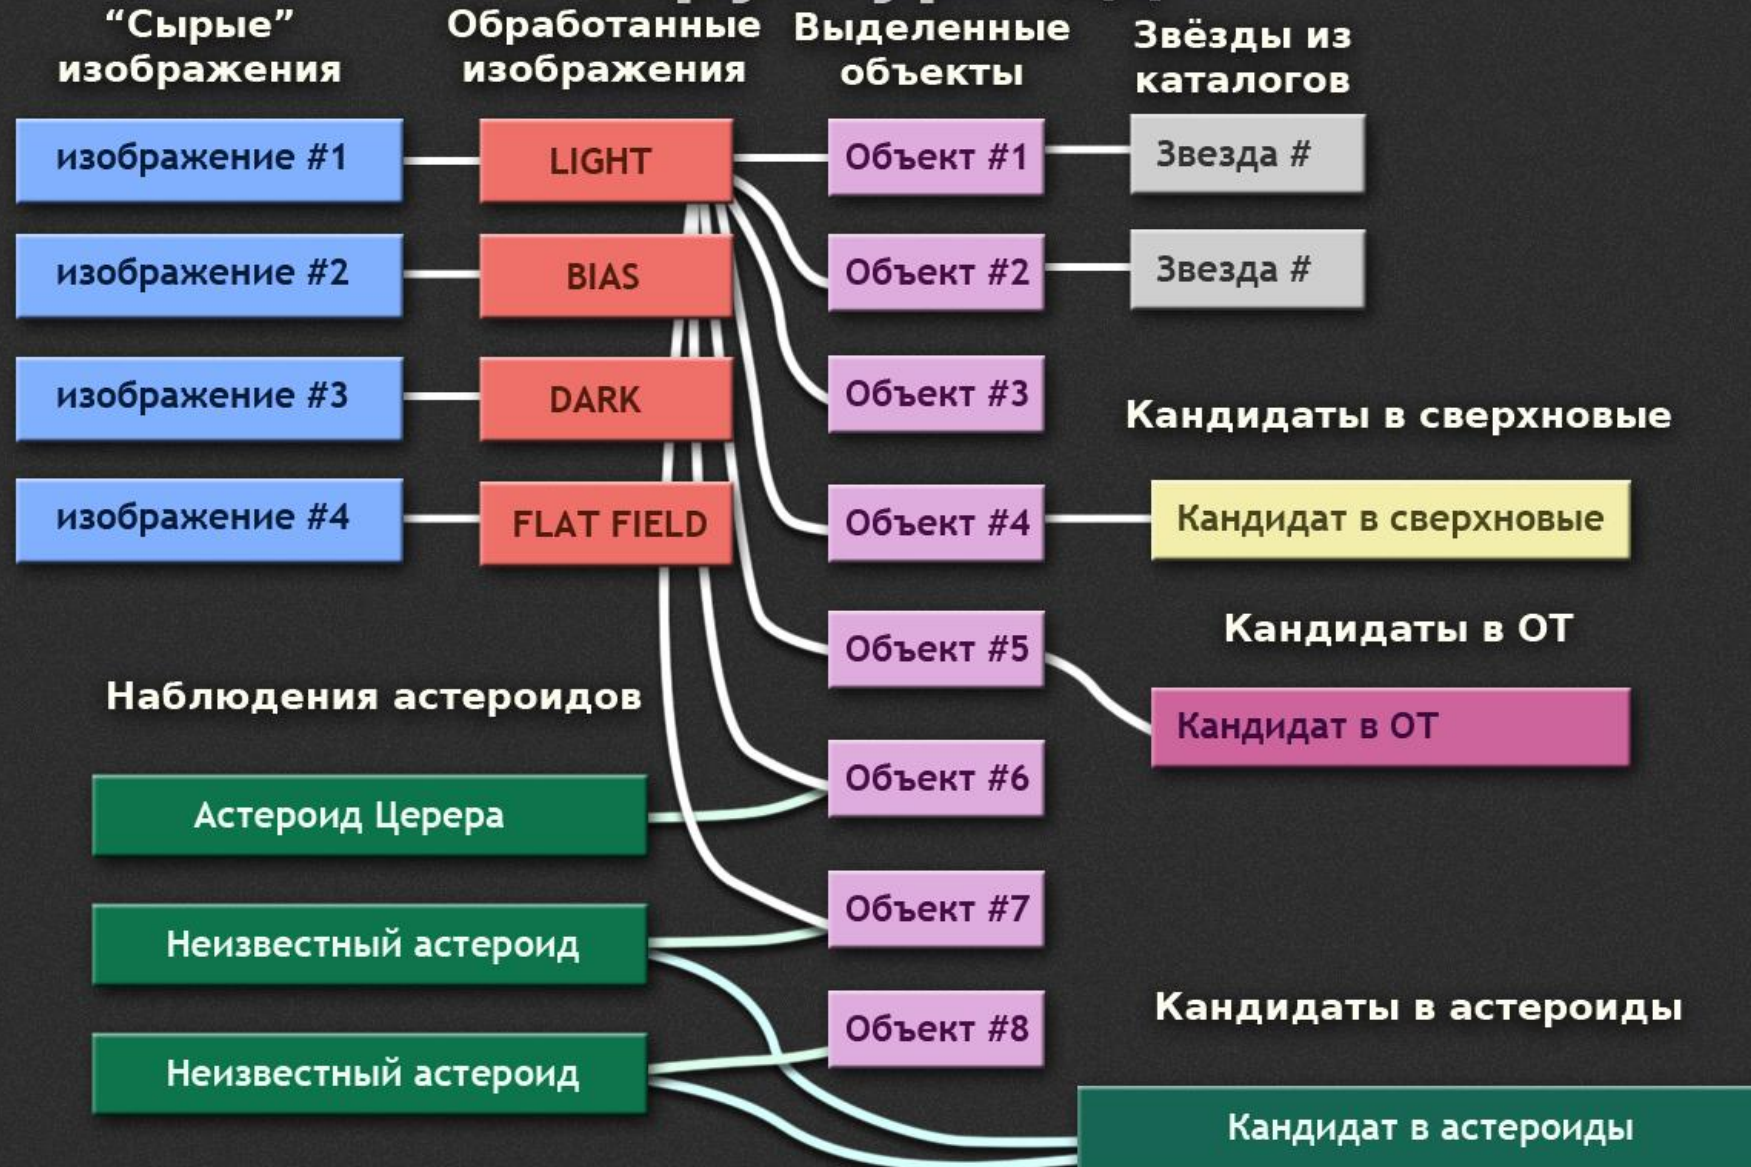 “Сырые”
изображения
Обработанные
изображения
Выделенные
объекты
Звёзды из
каталогов
изображение #1
LIGHT
Объект #1
Звезда #
изображение #2
BIAS
Объект #2
Звезда #
изображение #3
DARK
Объект #3
Кандидаты в сверхновые
изображение #4
FLAT FIELD
Объект #4
Кандидат в сверхновые
Кандидаты в ОТ
Объект #5
Наблюдения астероидов
Кандидат в ОТ
Объект #6
Астероид Церера
Объект #7
Неизвестный астероид
Кандидаты в астероиды
Объект #8
Неизвестный астероид
Кандидат в астероиды